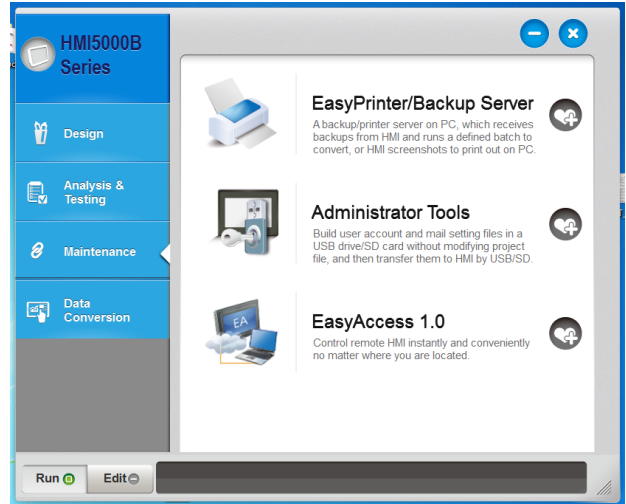 HMI5000B
Series
Design
Analysis &
Testing
Maintenance
Data
Conversion
EasyPrinter/Backup Server
A backup/printer server on PC, which receives
backups from HMI and runs a defined batch to
convert, or HMI screenshots to print out on PC.
Administrator Tools
Build user account and mail setting files in a
USB drive/SD card without modifying project
file, and then transfer them to HMI by USB/SD.
EA
EasyAccess 1.0
Control remote HMI instantly and conveniently
no matter where you are located.
Run
Edit